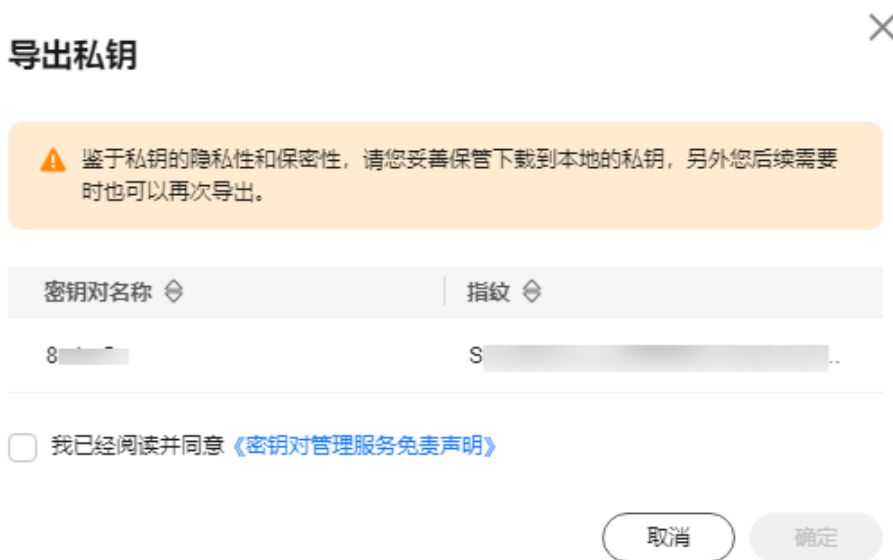 导出私钥
鉴于私钥的隐私性和保密性，请您妥善保管下载到本地的私钥，另外您后续需要
时也可以再次导出。
密钥对名称 指纹
8 S ..
我已经阅读并同意《密钥对管理服务免责声明》
取消 确定